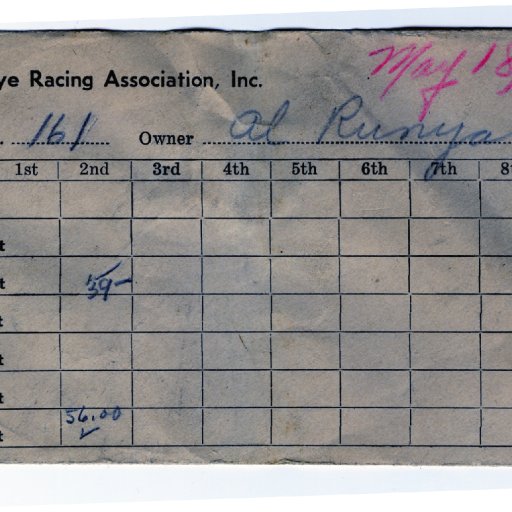 May 18
ye Racing Association, Inc.
. 161 Owner Al Runya
1st 2nd 3rd 4th 5th 6th 7th 8t
t
t
39-
t
t
t
56.00
t